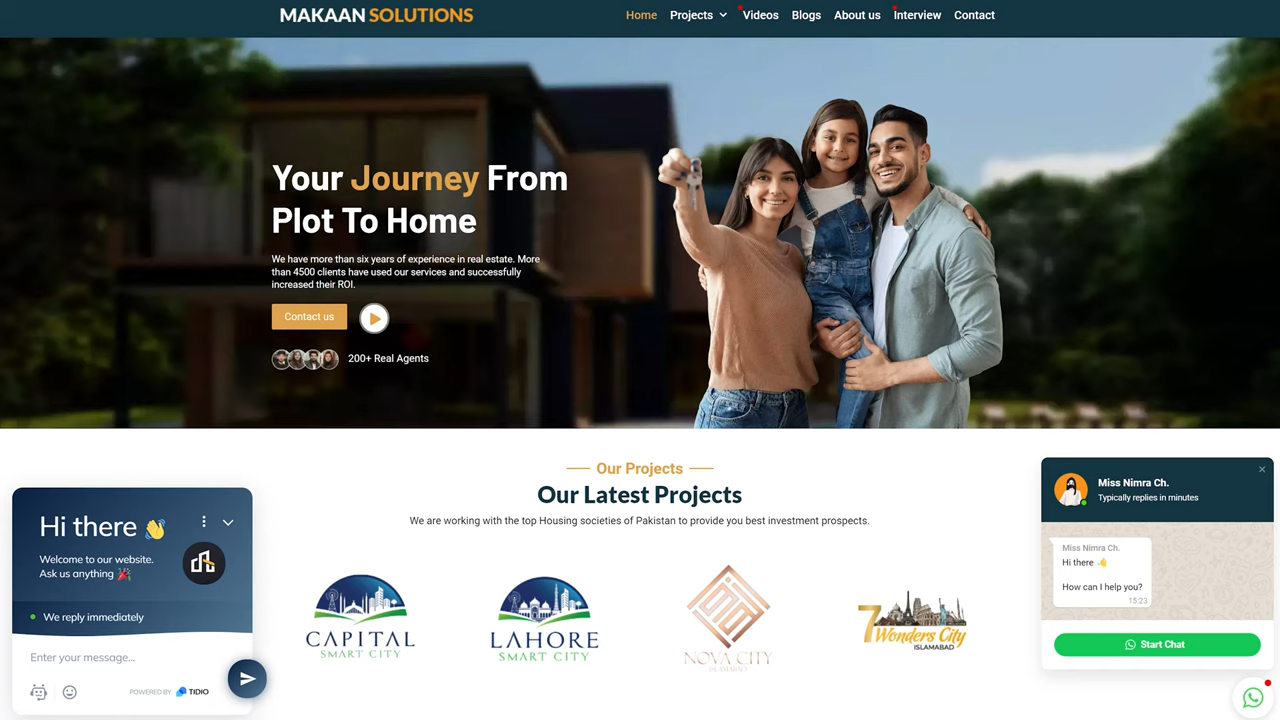 MAKAAN SOLUTIONS
Home Projects Videos Blogs About us Interview Contact
Your Journey From
Plot To Home
We have more than six years of experience in real estate. More
than 4500 clients have used our services and successfully
increased their ROI.
Contact us
200+ Real Agents
Our Projects
Our Latest Projects
We are working with the top Housing societies of Pakistan to provide you best investment prospects.
CAPITAL
SMART CITY
LAHORE
SMART CITY
NOVA CITY
ISLAMABAD
7 Wonders City
ISLAMABAD
Hi there 👋
Welcome to our website.
Ask us anything 🎉
We reply immediately
Enter your message...
POWERED BY TIDIO
Miss Nimra Ch.
Typically replies in minutes
Miss Nimra Ch.
Hi there 👋
How can I help you?
15:23
Start Chat